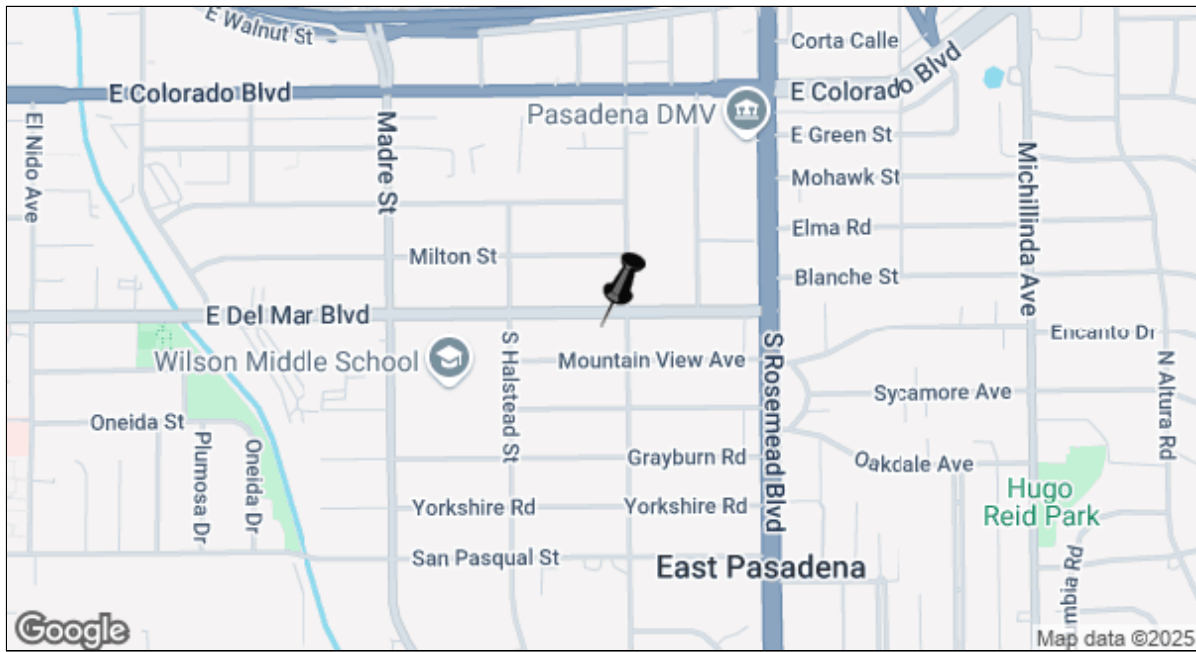 E Walnut St
Corta Calle
E Colorado Blvd
E Colorado Blvd
Pasadena DMV
E Green St
El Nido Ave
Madre St
Michillinda Ave
Mohawk St
Elma Rd
Milton St
Blanche St
E Del Mar Blvd
Encanto Dr
Wilson Middle School
S Halstead St
Mountain View Ave
S Rosemead Blvd
N Altura Rd
Sycamore Ave
Oneida St
Plumosa Dr
Oneida Dr
Grayburn Rd
Oakdale Ave
Yorkshire Rd
Yorkshire Rd
Hugo
Reid Park
San Pasqual St
East Pasadena
umbia Rd
Google
Map data ©2025